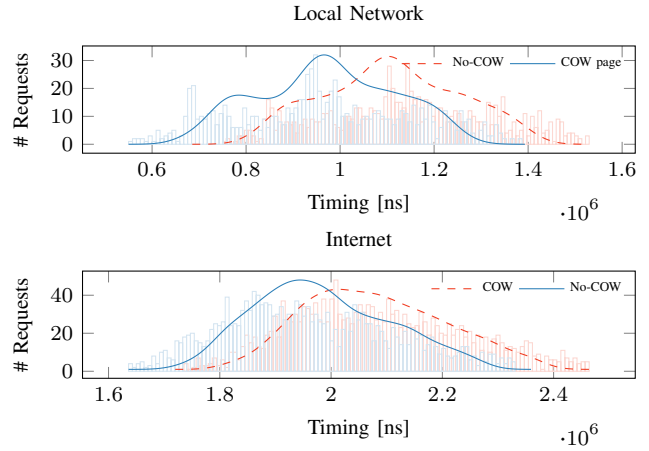 Local Network
# Requests
30
20
10
0
No-COW COW page
0.6 0.8 1 1.2 1.4 1.6
Timing [ns]
·10^6
Internet
# Requests
40
20
0
COW No-COW
1.6 1.8 2 2.2 2.4
Timing [ns]
·10^6